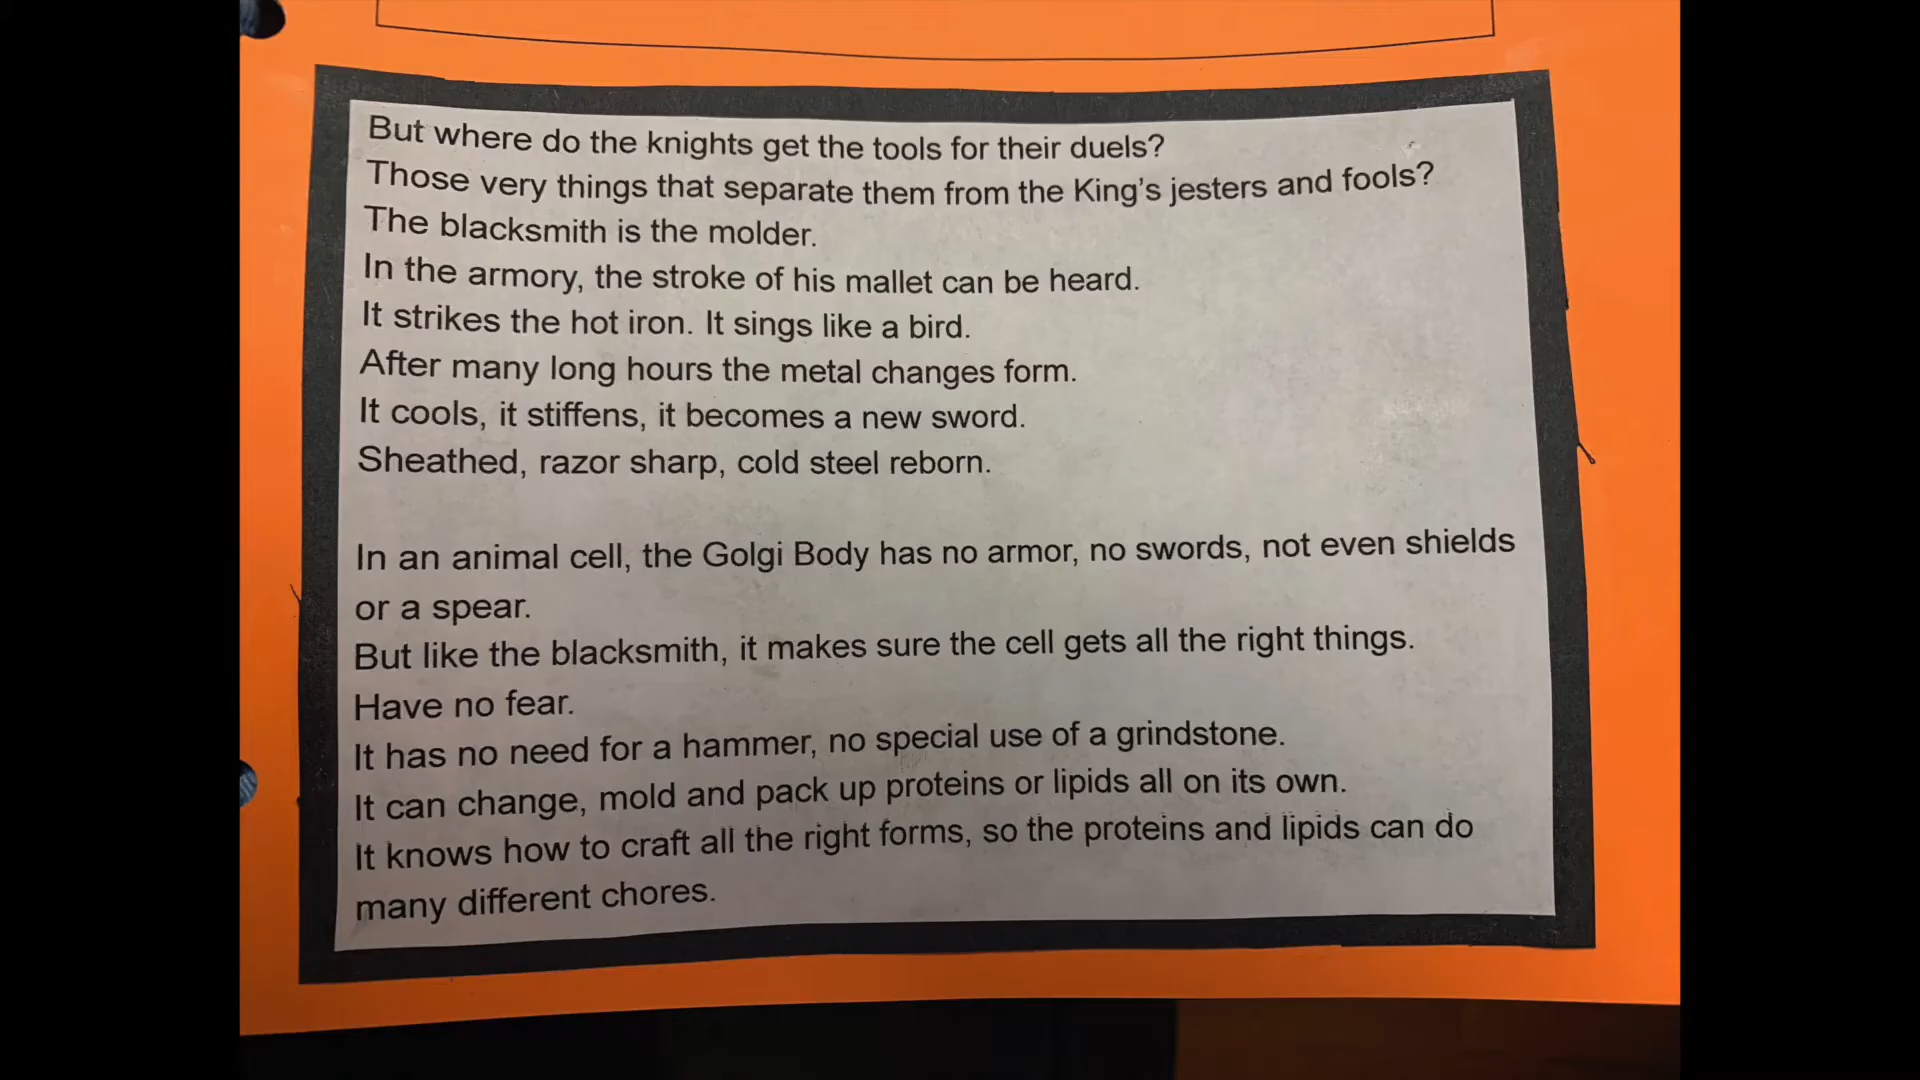 But where do the knights get the tools for their duels?
Those very things that separate them from the King's jesters and fools?
The blacksmith is the molder.
In the armory, the stroke of his mallet can be heard.
It strikes the hot iron. It sings like a bird.
After many long hours the metal changes form.
It cools, it stiffens, it becomes a new sword.
Sheathed, razor sharp, cold steel reborn.
In an animal cell, the Golgi Body has no armor, no swords, not even shields
or a spear.
But like the blacksmith, it makes sure the cell gets all the right things.
Have no fear.
It has no need for a hammer, no special use of a grindstone.
It can change, mold and pack up proteins or lipids all on its own.
It knows how to craft all the right forms, so the proteins and lipids can do
many different chores.